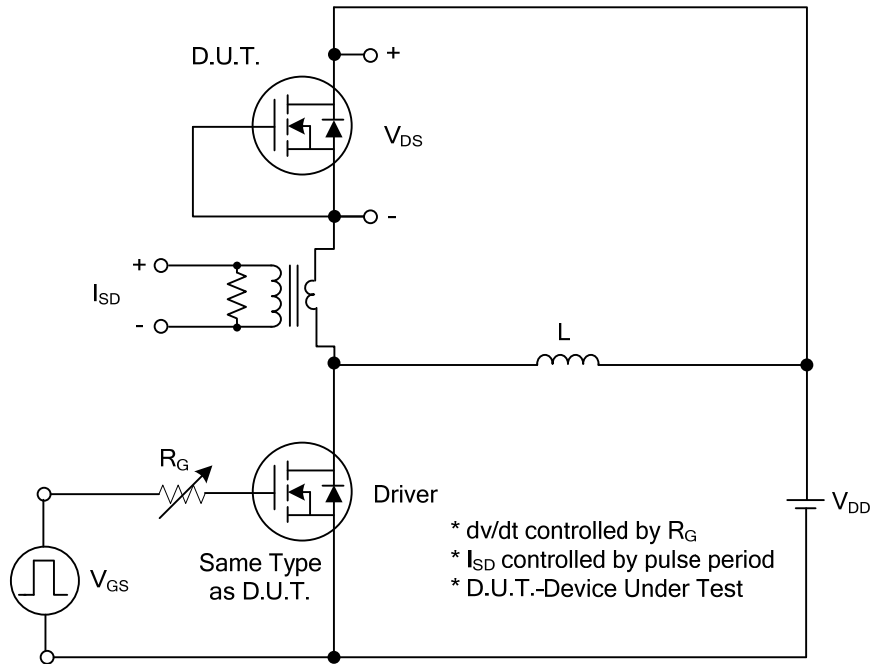 D.U.T.
+
VDS
-
+
ISD
-
L
RG
Driver
VDD
VGS
Same Type
as D.U.T.
* dv/dt controlled by RG
* ISD controlled by pulse period
* D.U.T.-Device Under Test